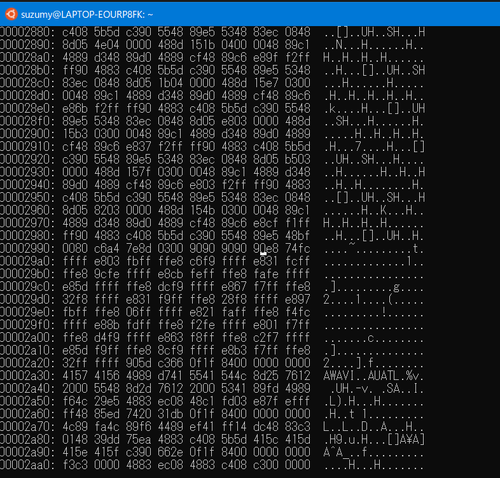 suzumy@LAPTOP-EOURP8FK: ~
00002880: c408 5b5d c390 5548 89e5 5348 83ec 0848 ..[]..UH..SH...H
00002890: 8d05 4e04 0000 488d 151b 0400 0048 89c1 ..N...H......H..
000028a0: 4889 d348 89d0 4889 cf48 89c6 e89f f2ff H..H..H..H......
000028b0: ff90 4883 c408 5b5d c390 5548 89e5 5348 ..H...[]..UH..SH
000028c0: 83ec 0848 8d05 1b04 0000 488d 15e7 0300 ...H......H.....
000028d0: 0048 89c1 4889 d348 89d0 4889 cf48 89c6 .H..H..H..H..H..
000028e0: e86b f2ff ff90 4883 c408 5b5d c390 5548 .k....H...[]..UH
000028f0: 89e5 5348 83ec 0848 8d05 e803 0000 488d ..SH...H......H.
00002900: 15b3 0300 0048 89c1 4889 d348 89d0 4889 .....H..H..H..H.
00002910: cf48 89c6 e837 f2ff ff90 4883 c408 5b5d .H...7....H...[]
00002920: c390 5548 89e5 5348 83ec 0848 8d05 b503 ..UH..SH...H....
00002930: 0000 488d 157f 0300 0048 89c1 4889 d348 ..H......H..H..H
00002940: 89d0 4889 cf48 89c6 e803 f2ff ff90 4883 ..H..H........H.
00002950: c408 5b5d c390 5548 89e5 5348 83ec 0848 ..[]..UH..SH...H
00002960: 8d05 8203 0000 488d 154b 0300 0048 89c1 ......H..K...H..
00002970: 4889 d348 89d0 4889 cf48 89c6 e8cf f1ff H..H..H..H......
00002980: ff90 4883 c408 5b5d c390 5548 89e5 48bf ..H...[]..UH..H.
00002990: 0080 c6a4 7e8d 0300 9090 9090 90e8 74fc ....~.........t.
000029a0: ffff e803 fbff ffe8 c6f9 ffff e831 fcff .............1..
000029b0: ffe8 9cfe ffff e8cb feff ffe8 fafe ffff ................
000029c0: e85d ffff ffe8 dcf9 ffff e867 f7ff ffe8 .].........g....
000029d0: 32f8 ffff e831 f9ff ffe8 28f8 ffff e897 2....1....(.....
000029e0: fbff ffe8 06ff ffff e821 faff ffe8 f4fc .........!......
000029f0: ffff e88b fdff ffe8 f2fe ffff e801 f7ff ................
00002a00: ffe8 d4f9 ffff e863 f8ff ffe8 c2f7 ffff .......c........
00002a10: e85d f9ff ffe8 8cf9 ffff e8b3 f7ff ffe8 .]..............
00002a20: 32ff ffff 905d c366 0f1f 8400 0000 0000 2....].f........
00002a30: 4157 4156 4989 d741 5541 544c 8d25 7612 AWAVI..AUATL.%v.
00002a40: 2000 5548 8d2d 7612 2000 5341 89fd 4989 .UH.-v. .SA..I.
00002a50: f64c 29e5 4883 ec08 48c1 fd03 e87f efff .L).H...H.......
00002a60: ff48 85ed 7420 31db 0f1f 8400 0000 0000 .H..t 1.........
00002a70: 4c89 fa4c 89f6 4489 ef41 ff14 dc48 83c3 L..L..D..A...H..
00002a80: 0148 39dd 75ea 4883 c408 5b5d 415c 415d .H9.u.H...[]A¥A]
00002a90: 415e 415f c390 662e 0f1f 8400 0000 0000 A^A_..f.........
00002aa0: f3c3 0000 4883 ec08 4883 c408 c300 0000 ....H...H.......